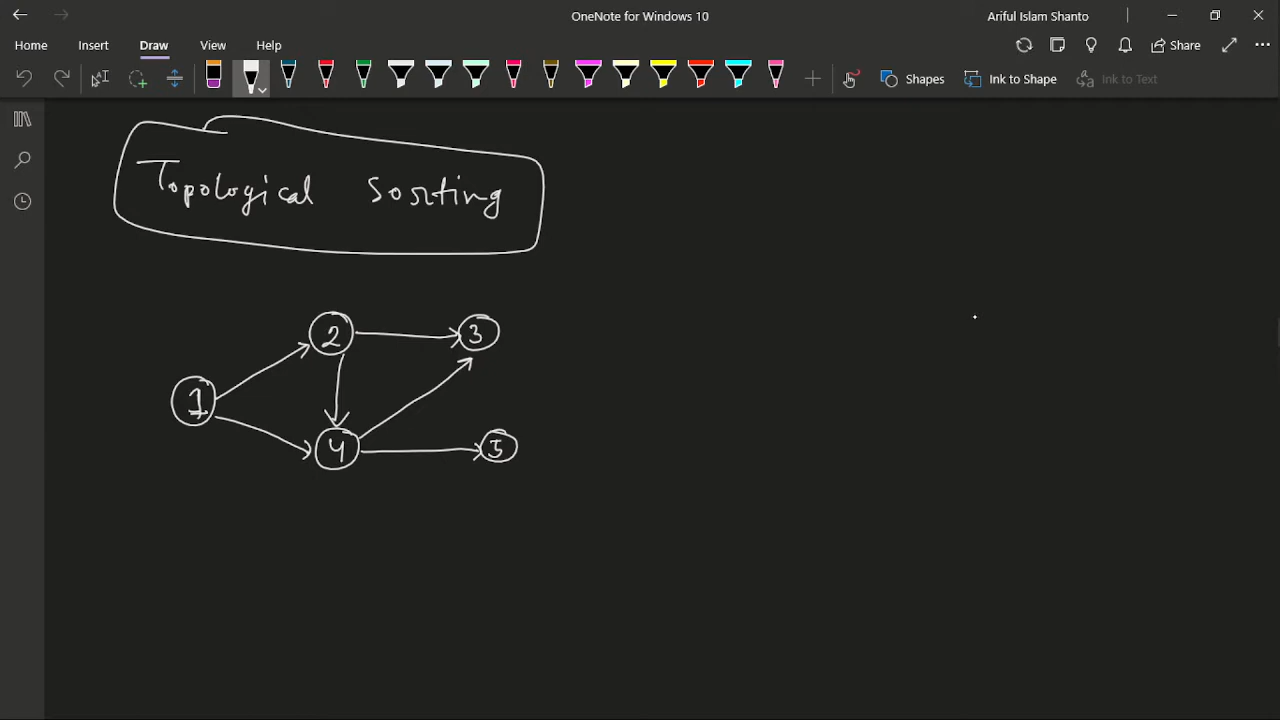 OneNote for Windows 10
Ariful Islam Shanto
Home Insert Draw View Help
Share
Shapes
Ink to Shape
Ink to Text
Topological Sorting
2
3
1
4
5